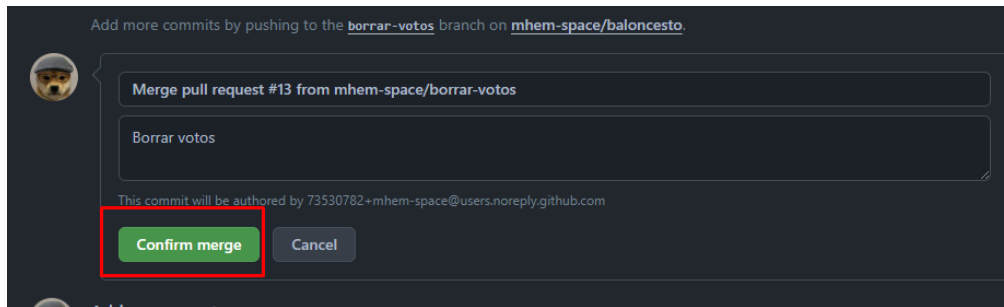 Add more commits by pushing to the borrar-votos branch on mhem-space/baloncesto.
Merge pull request #13 from mhem-space/borrar-votos
Borrar votos
This commit will be authored by 73530782+mhem-space@users.noreply.github.com
Confirm merge
Cancel